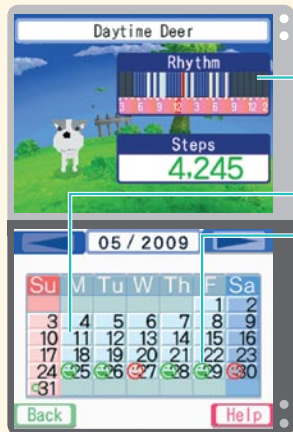 Daytime Deer
Rhythm
3 6 9 12 3 6 9 12 2
Steps
4,245
05 / 2009
Su M Tu W Th F Sa
1 2
3 4 5 6 7 8 9
10 11 12 13 14 15 16
17 18 19 20 21 22 23
24 25 26 27 28 29 30
31
Back Help